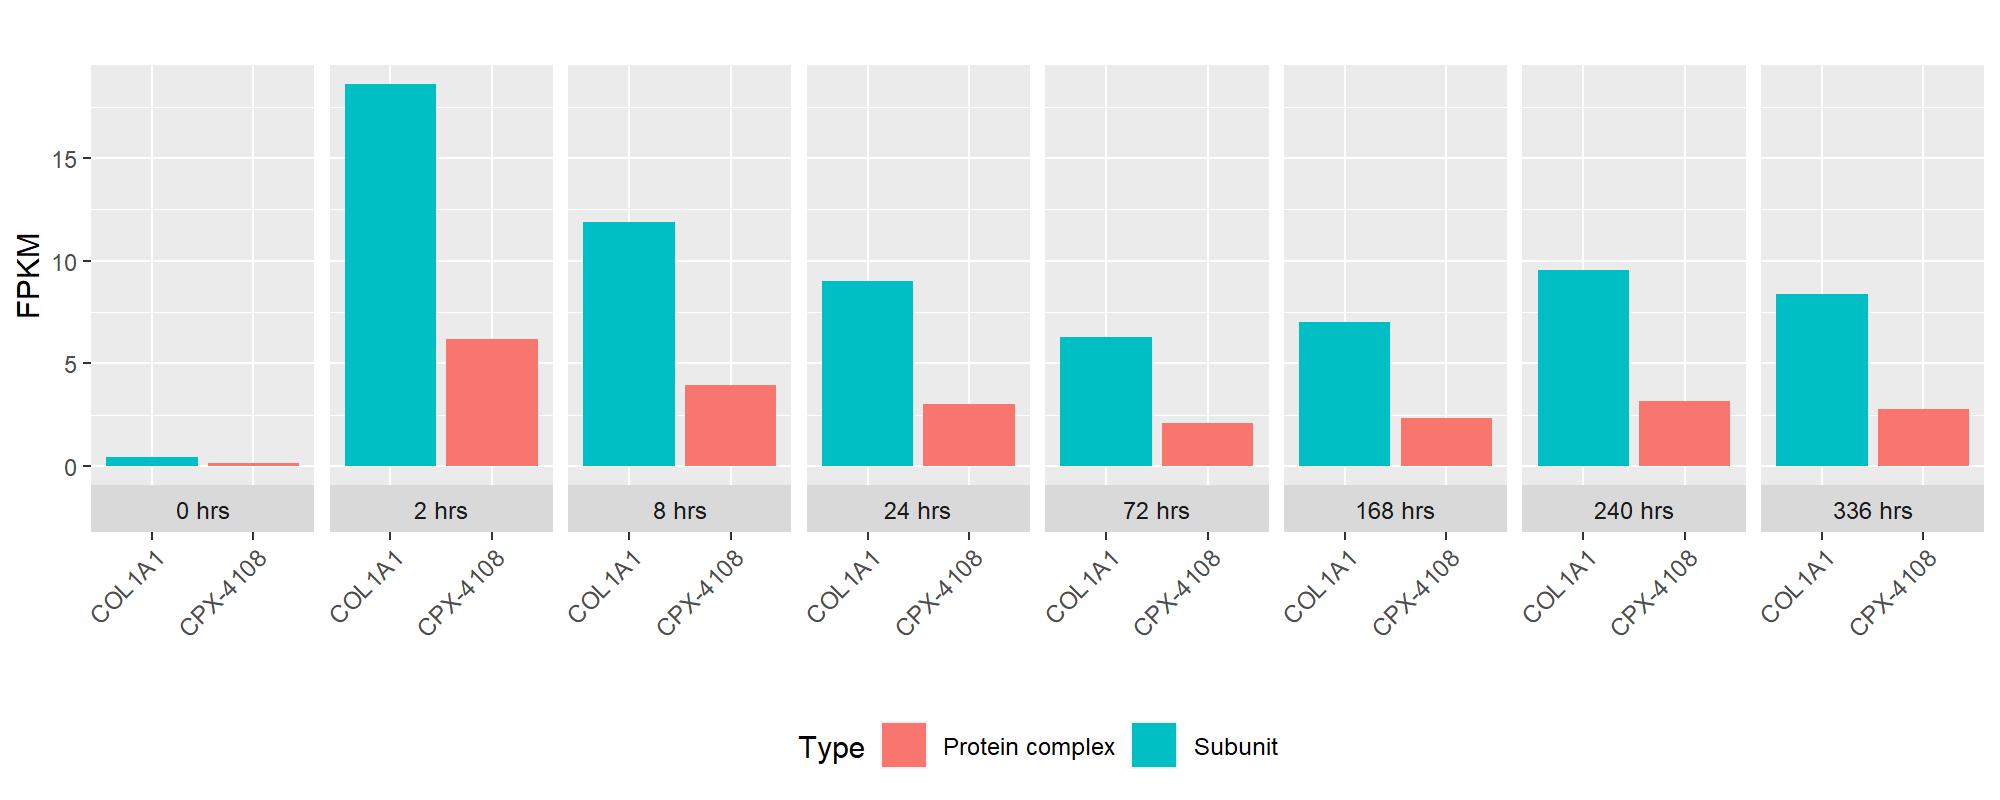 FPKM
15
10
5
0
0 hrs
2 hrs
8 hrs
24 hrs
72 hrs
168 hrs
240 hrs
336 hrs
COL1A1
CPX-4108
COL1A1
CPX-4108
COL1A1
CPX-4108
COL1A1
CPX-4108
COL1A1
CPX-4108
COL1A1
CPX-4108
COL1A1
CPX-4108
COL1A1
CPX-4108
Type Protein complex Subunit